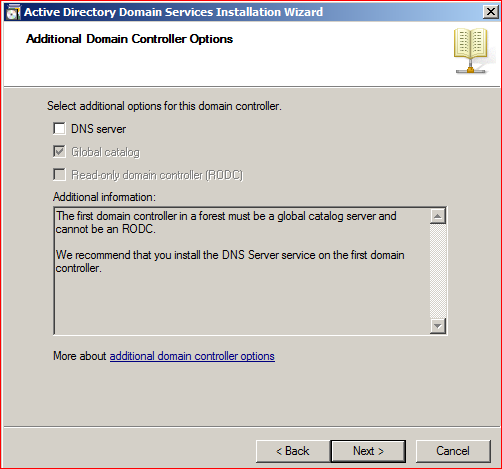 Active Directory Domain Services Installation Wizard
Additional Domain Controller Options
Select additional options for this domain controller.
DNS server
Global catalog
Read-only domain controller (RODC)
Additional information:
The first domain controller in a forest must be a global catalog server and
cannot be an RODC.
We recommend that you install the DNS Server service on the first domain
controller.
More about additional domain controller options
< Back Next > Cancel